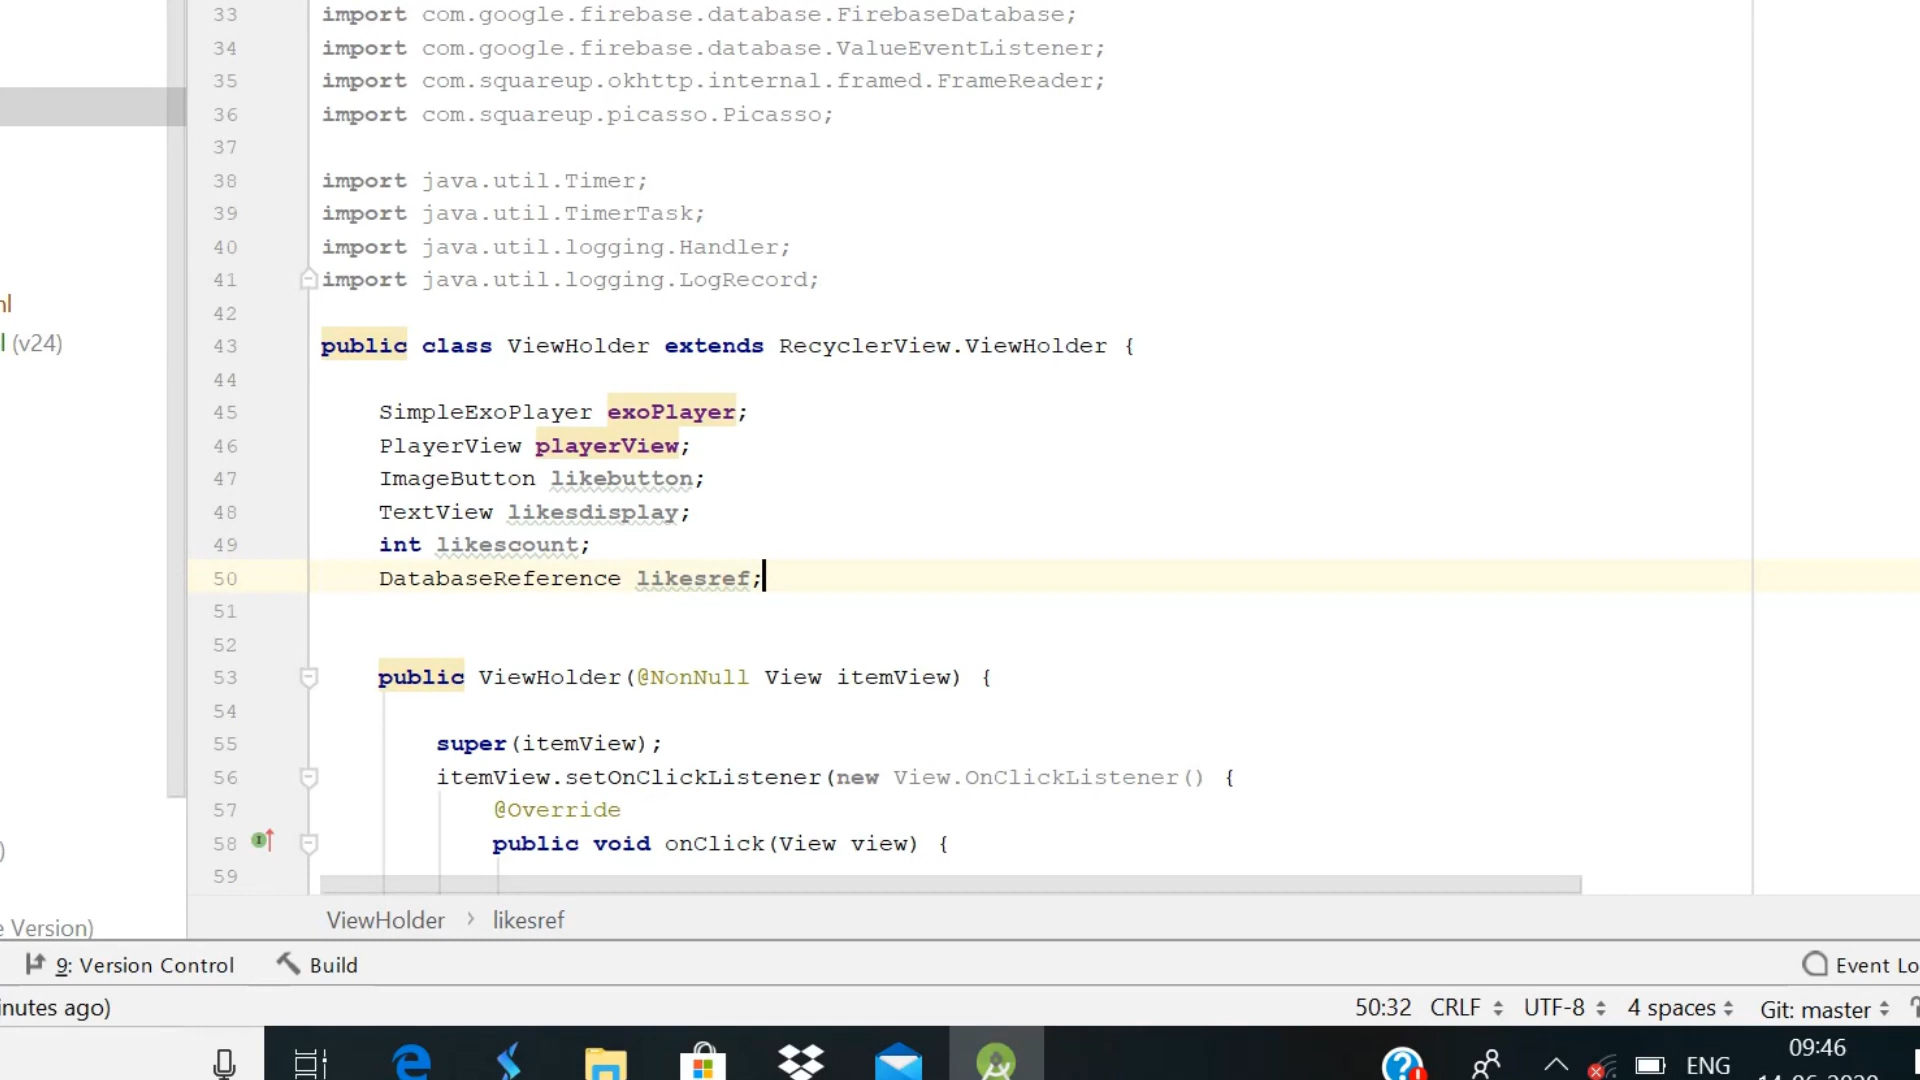 33 import com.google.firebase.database.FirebaseDatabase;
34 import com.google.firebase.database.ValueEventListener;
35 import com.squareup.okhttp.internal.framed.FrameReader;
36 import com.squareup.picasso.Picasso;
37
38 import java.util.Timer;
39 import java.util.TimerTask;
40 import java.util.logging.Handler;
41 import java.util.logging.LogRecord;
42
43 public class ViewHolder extends RecyclerView.ViewHolder {
44
45 SimpleExoPlayer exoPlayer;
46 PlayerView playerView;
47 ImageButton likebutton;
48 TextView likesdisplay;
49 int likescount;
50 DatabaseReference likesref;
51
52
53 public ViewHolder(@NonNull View itemView) {
54
55 super(itemView);
56 itemView.setOnClickListener(new View.OnClickListener() {
57 @Override
58 public void onClick(View view) {
59
nl
l (v24)
)
e Version)
ViewHolder > likesref
9: Version Control Build Event Lo
inutes ago) 50:32 CRLF UTF-8 4 spaces Git: master
ENG 09:46